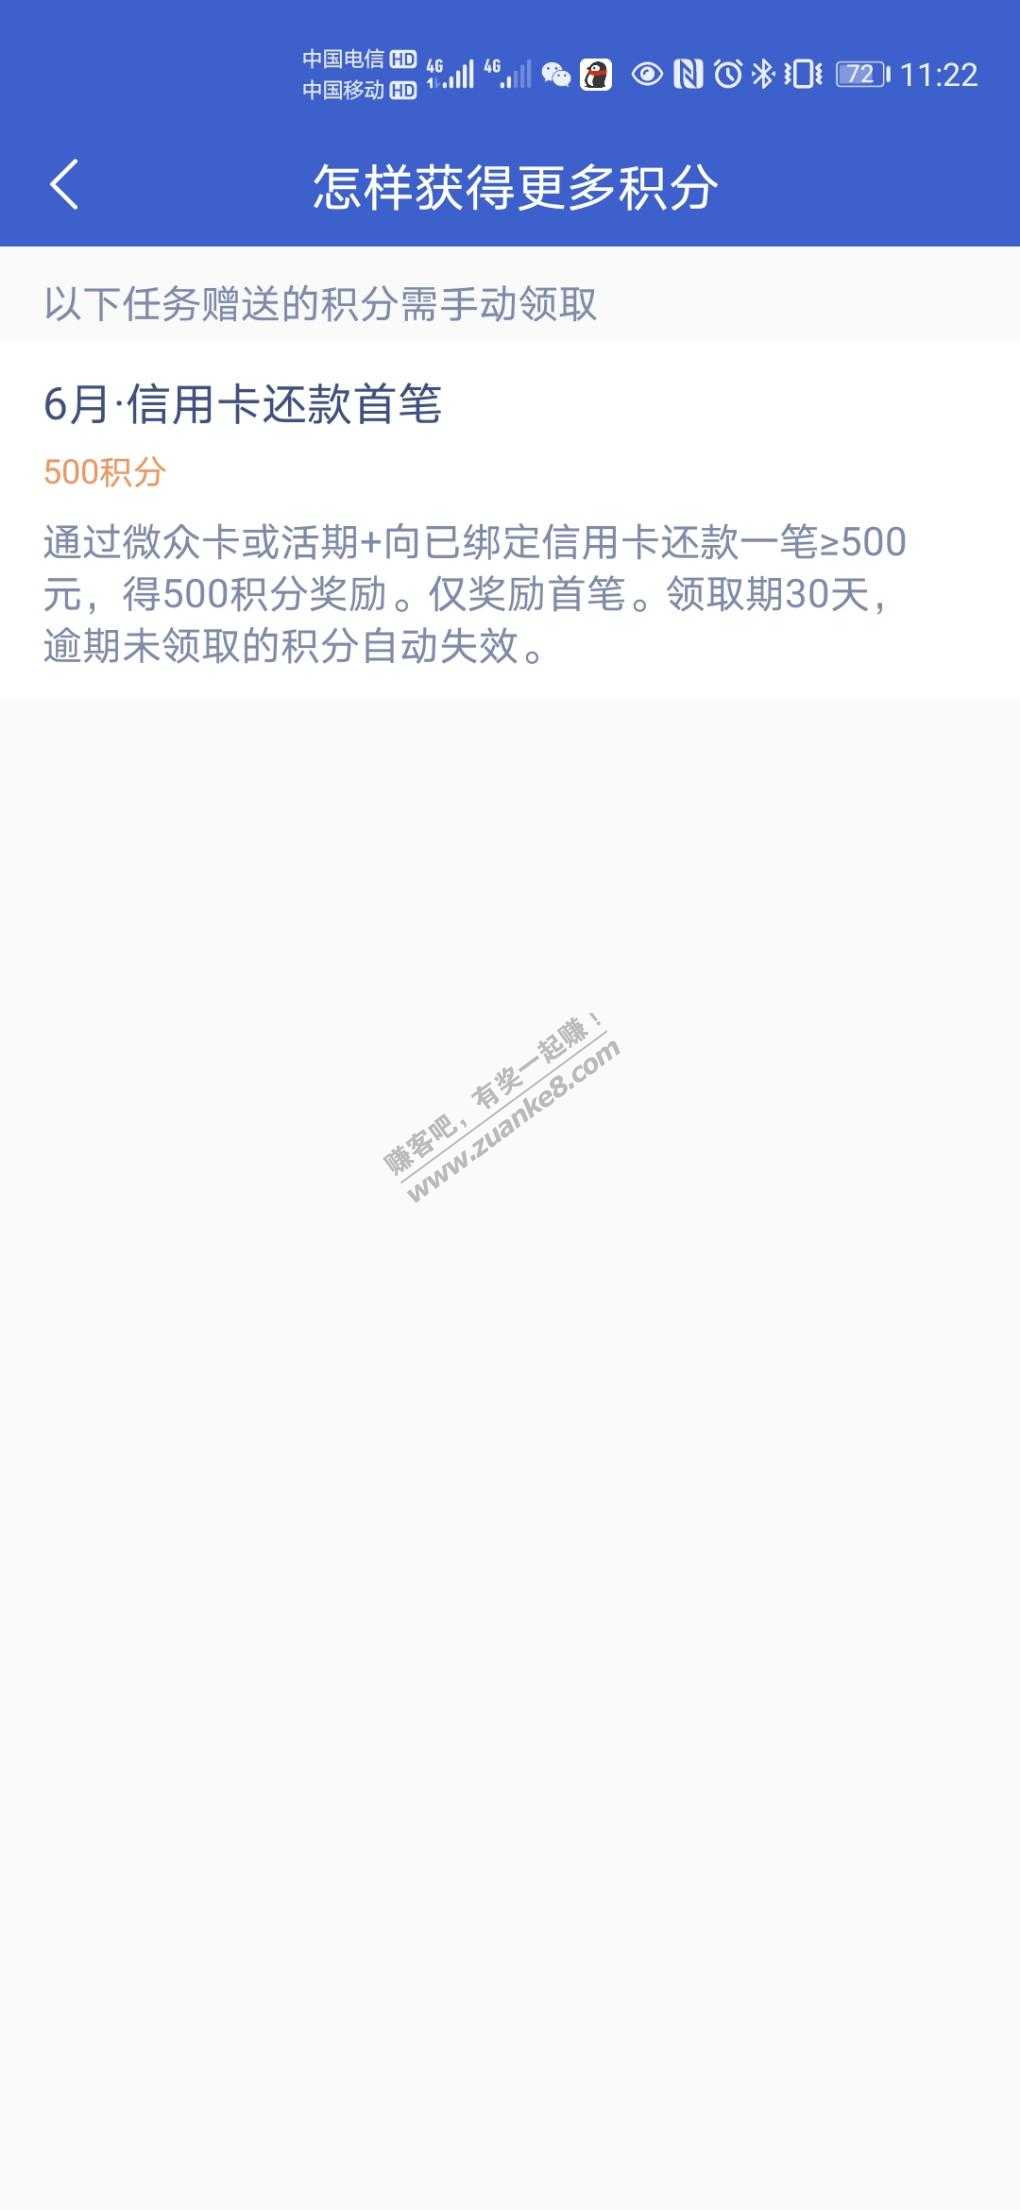 中国电信 HD
中国移动 HD
4G 4G 72 11:22
怎样获得更多积分
以下任务赠送的积分需手动领取
6月·信用卡还款首笔
500积分
通过微众卡或活期+向已绑定信用卡还款一笔≥500
元，得500积分奖励。仅奖励首笔。领取期30天，
逾期未领取的积分自动失效。
赚客吧，有奖一起赚！
www.zuanke8.com